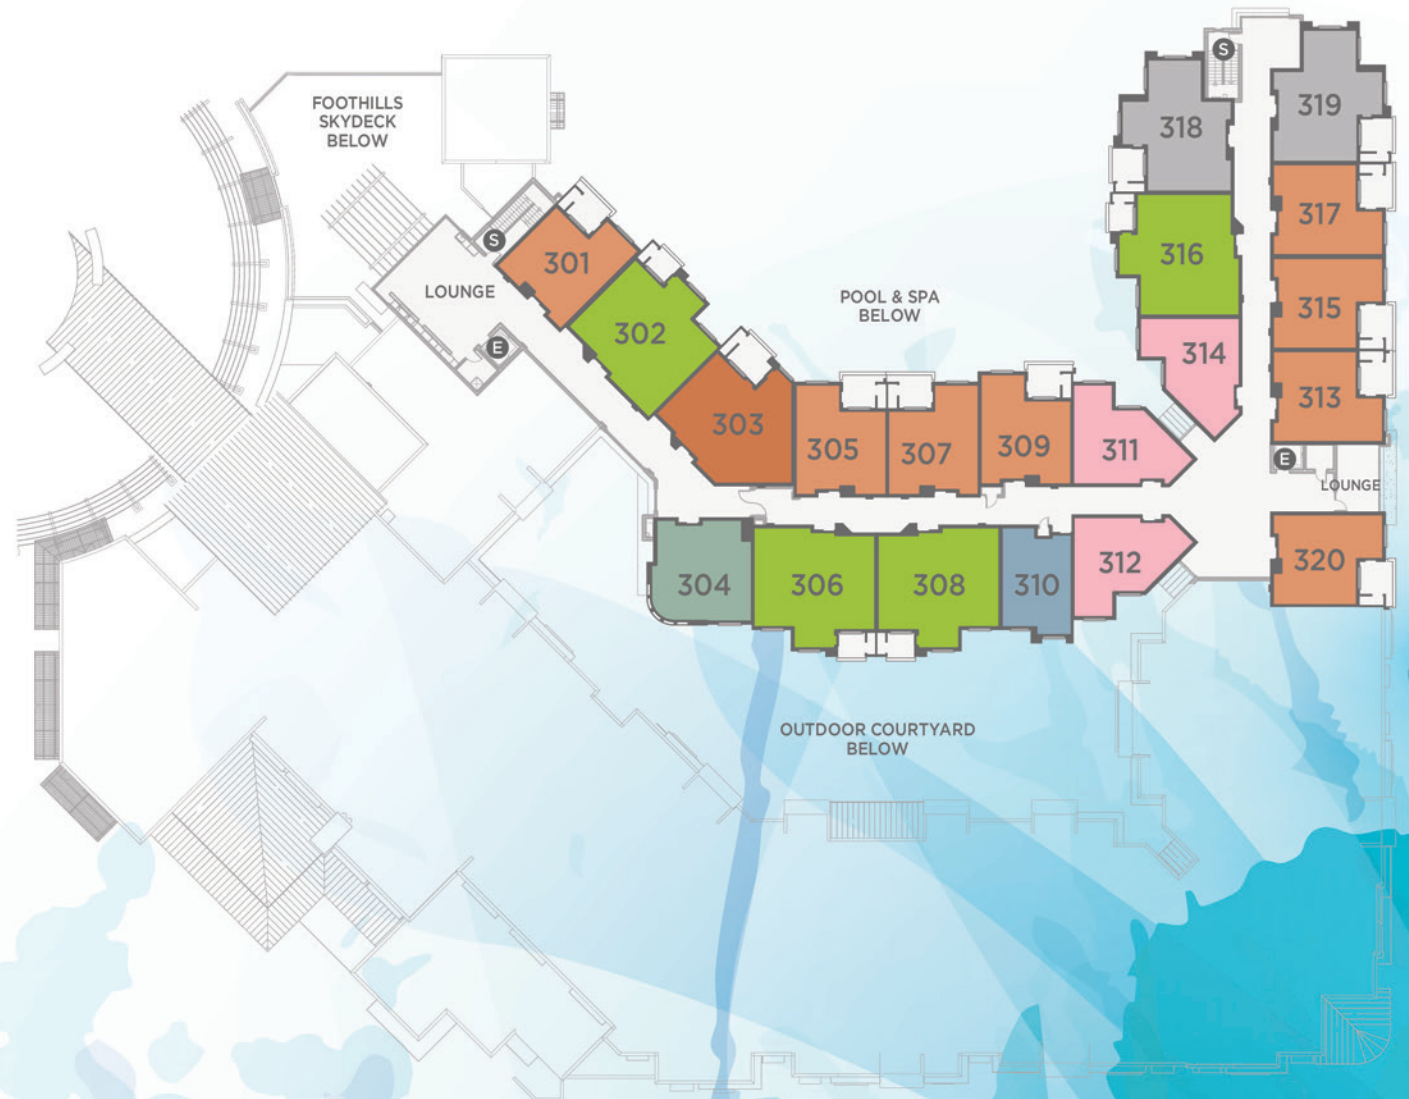 FOOTHILLS
SKYDECK
BELOW
S
319
318
317
316
S
301
LOUNGE
POOL & SPA
BELOW
315
302
E
314
313
303
305
307
309
311
E
LOUNGE
304
306
308
310
312
320
OUTDOOR COURTYARD
BELOW